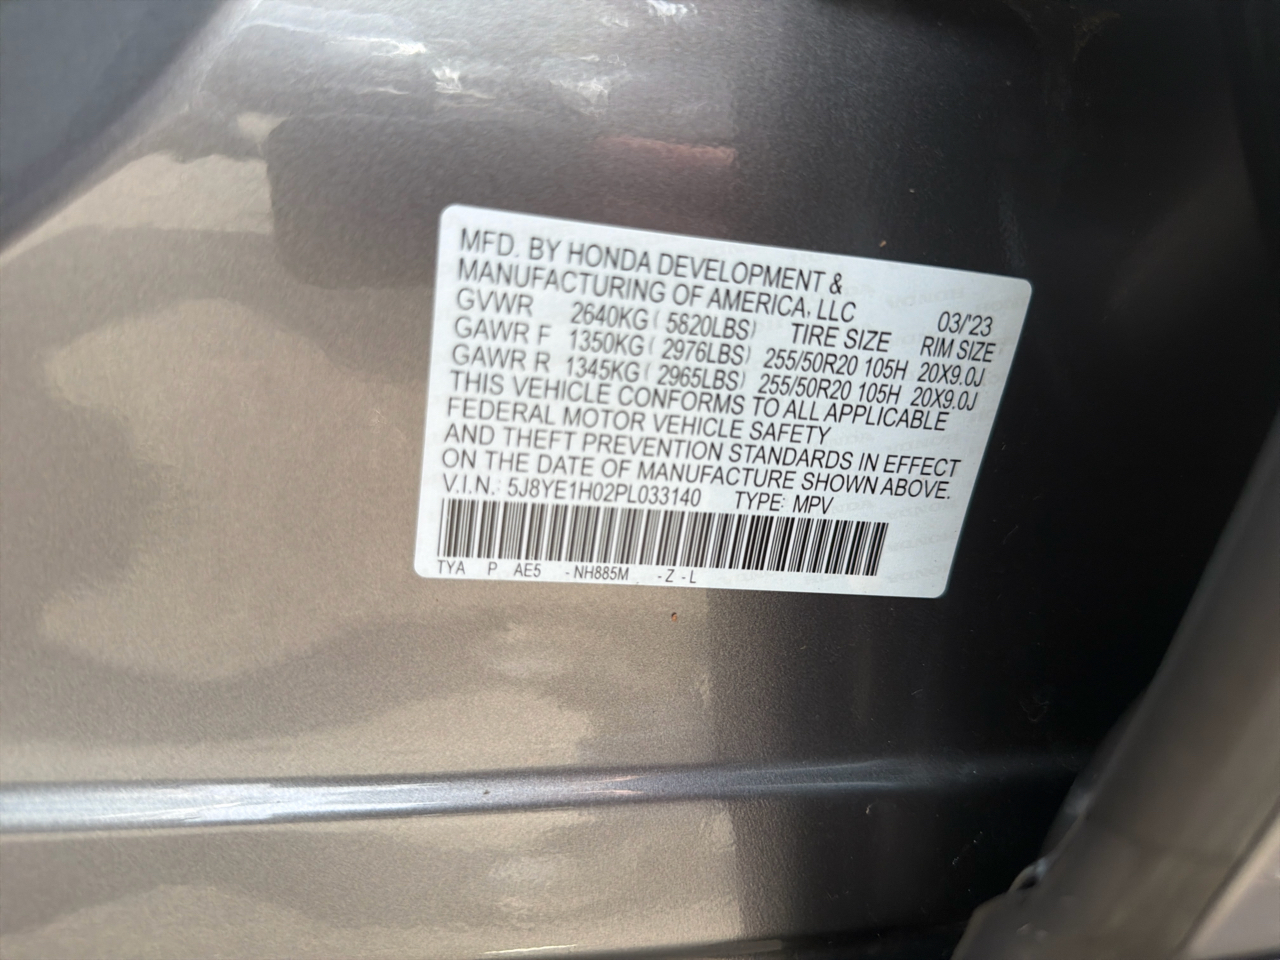 MFD. BY HONDA DEVELOPMENT &
MANUFACTURING OF AMERICA, LLC 03/'23
GVWR 2640KG ( 5820LBS) TIRE SIZE RIM SIZE
GAWR F 1350KG ( 2976LBS) 255/50R20 105H 20X9.0J
GAWR R 1345KG ( 2965LBS) 255/50R20 105H 20X9.0J
THIS VEHICLE CONFORMS TO ALL APPLICABLE
FEDERAL MOTOR VEHICLE SAFETY
AND THEFT PREVENTION STANDARDS IN EFFECT
ON THE DATE OF MANUFACTURE SHOWN ABOVE.
V.I.N. : 5J8YE1H02PL033140 TYPE: MPV
TYA P AE5 -NH885M -Z -L